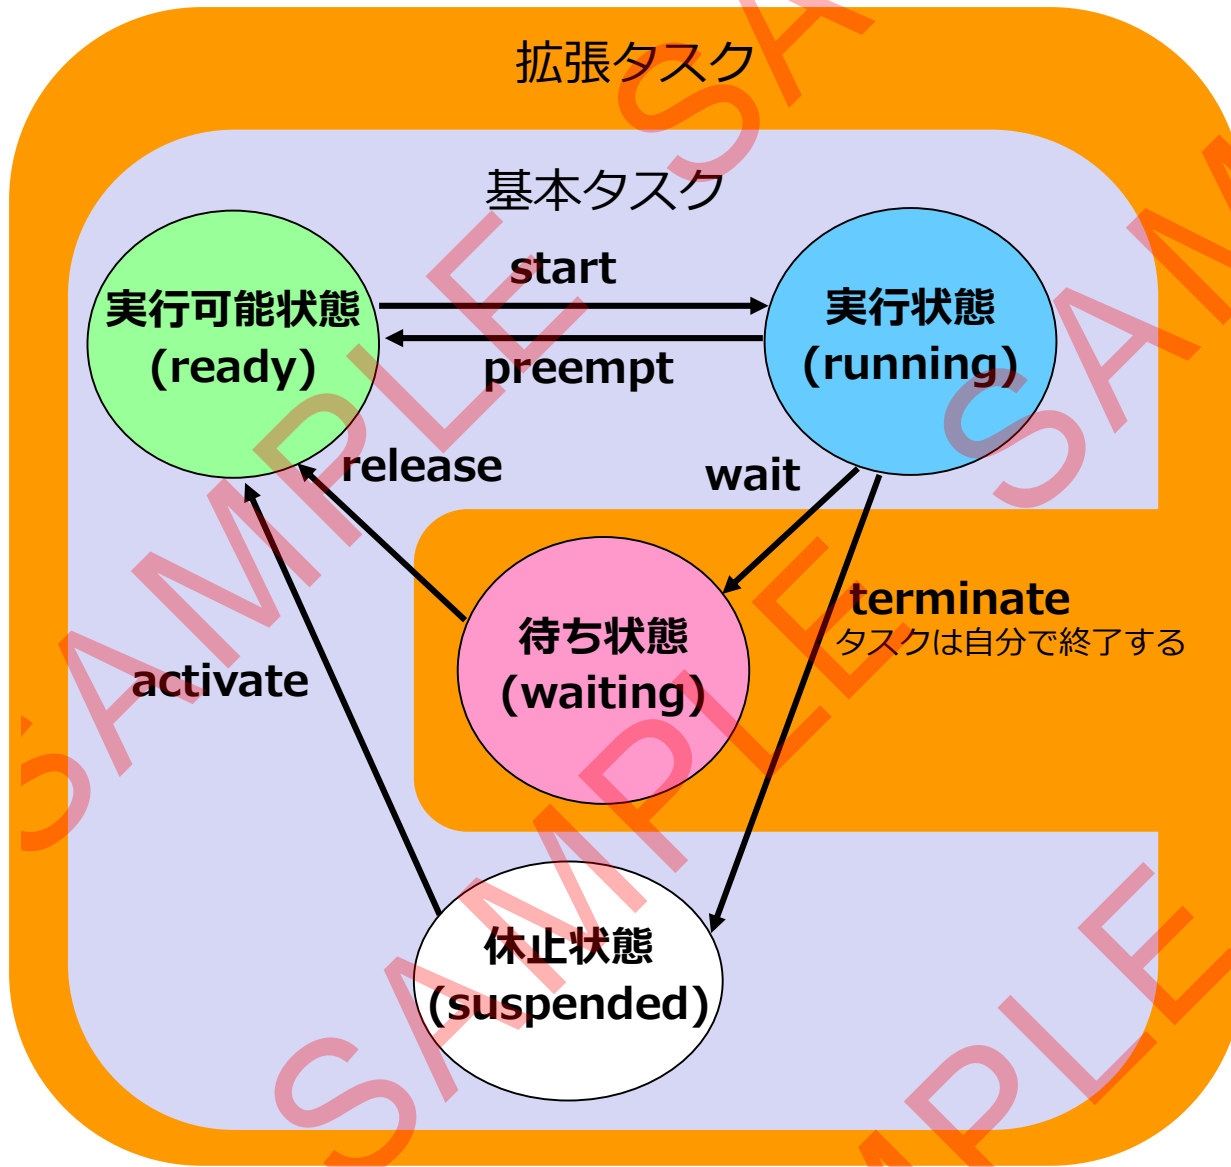 拡張タスク
基本タスク
start
実行可能状態
(ready)
実行状態
(running)
preempt
release
wait
terminate
タスクは自分で終了する
待ち状態
(waiting)
activate
休止状態
(suspended)
SAMPLE
SAMPLE
SAMPLE
SAMPLE